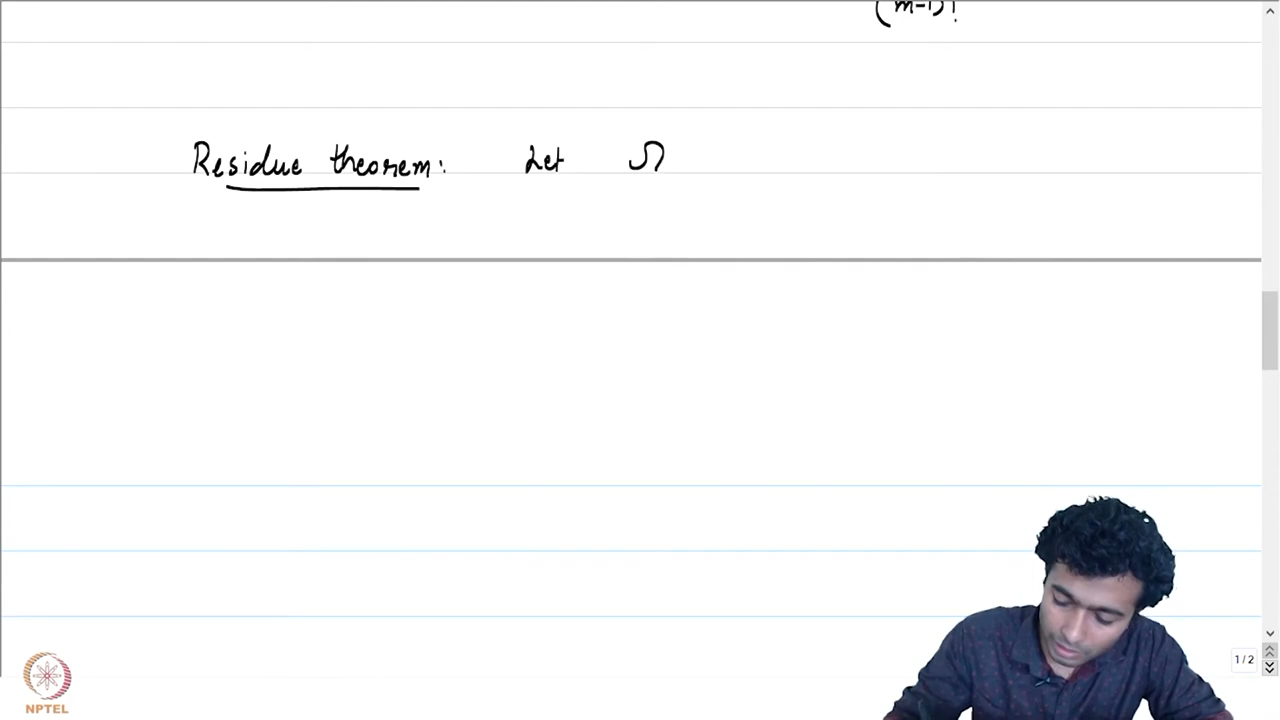 (m-1)!
Residue theorem: Let Ω
1/2
NPTEL